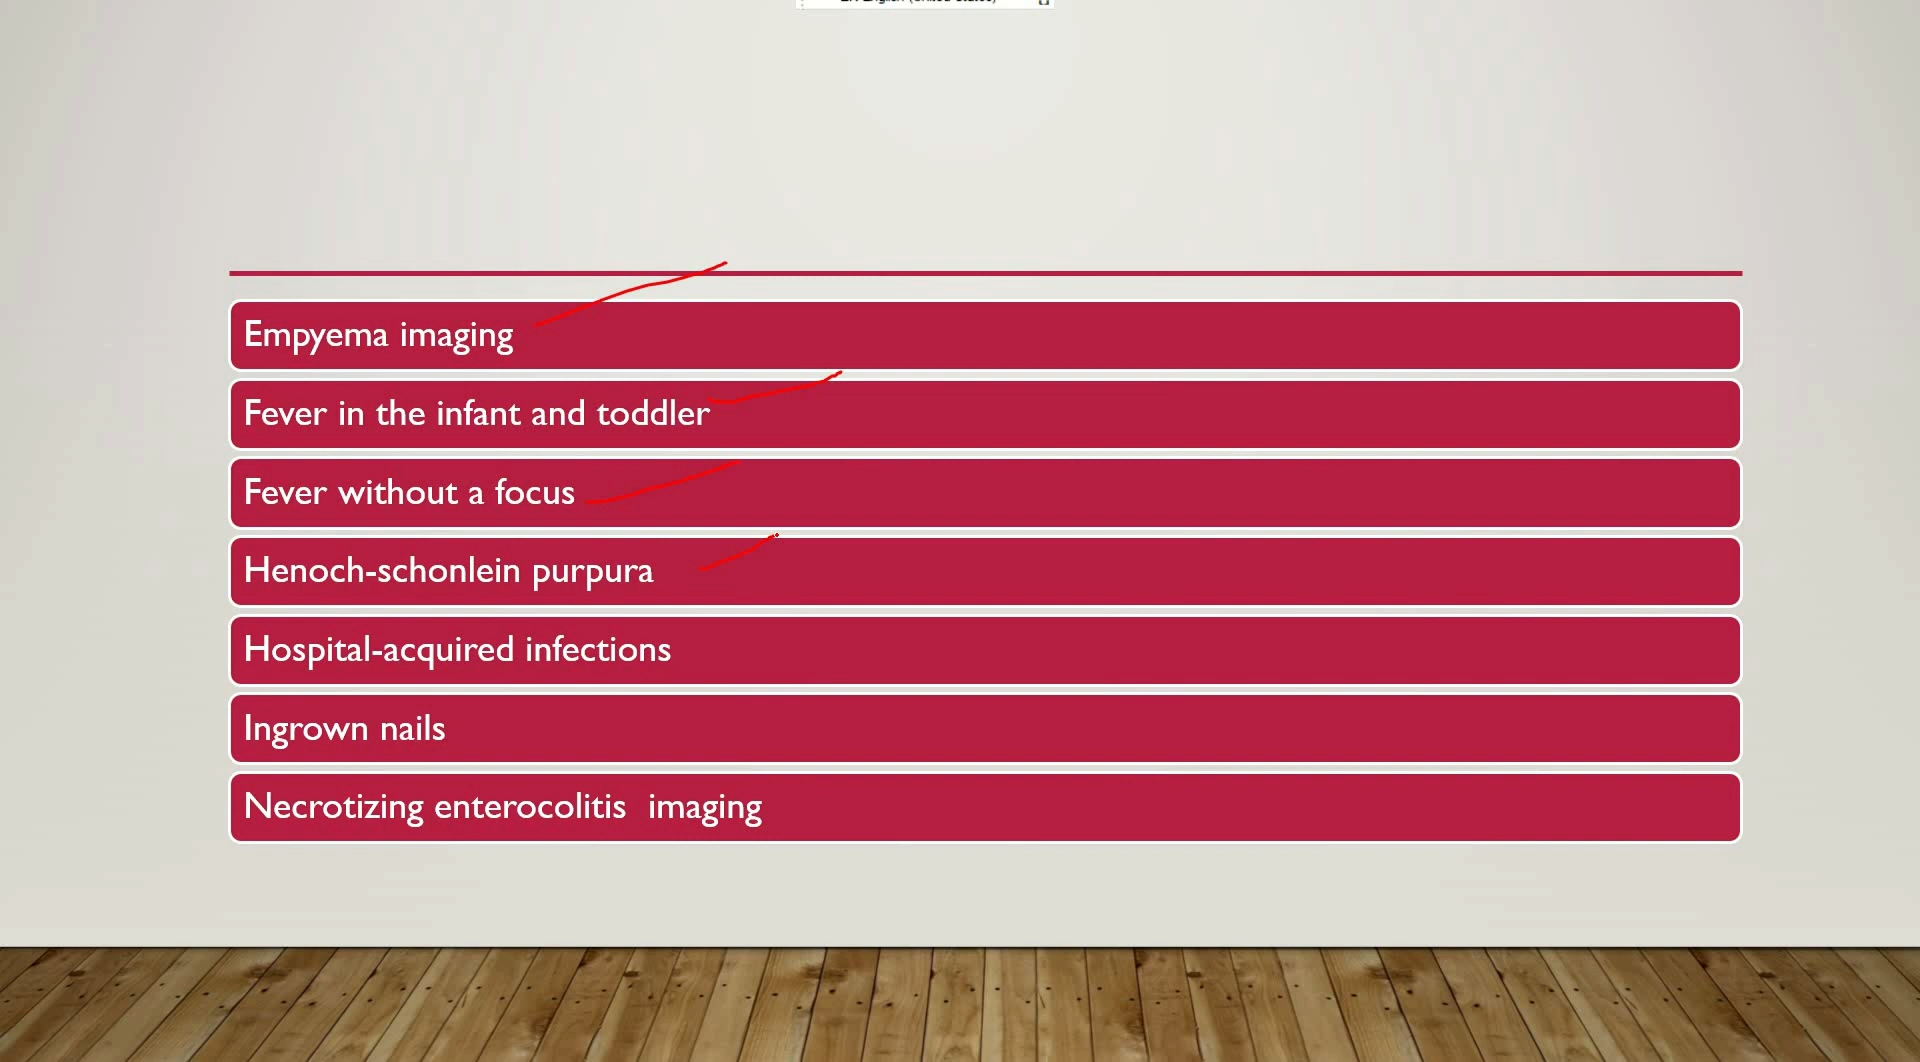 Empyema imaging
Fever in the infant and toddler
Fever without a focus
Henoch-schonlein purpura
Hospital-acquired infections
Ingrown nails
Necrotizing enterocolitis  imaging